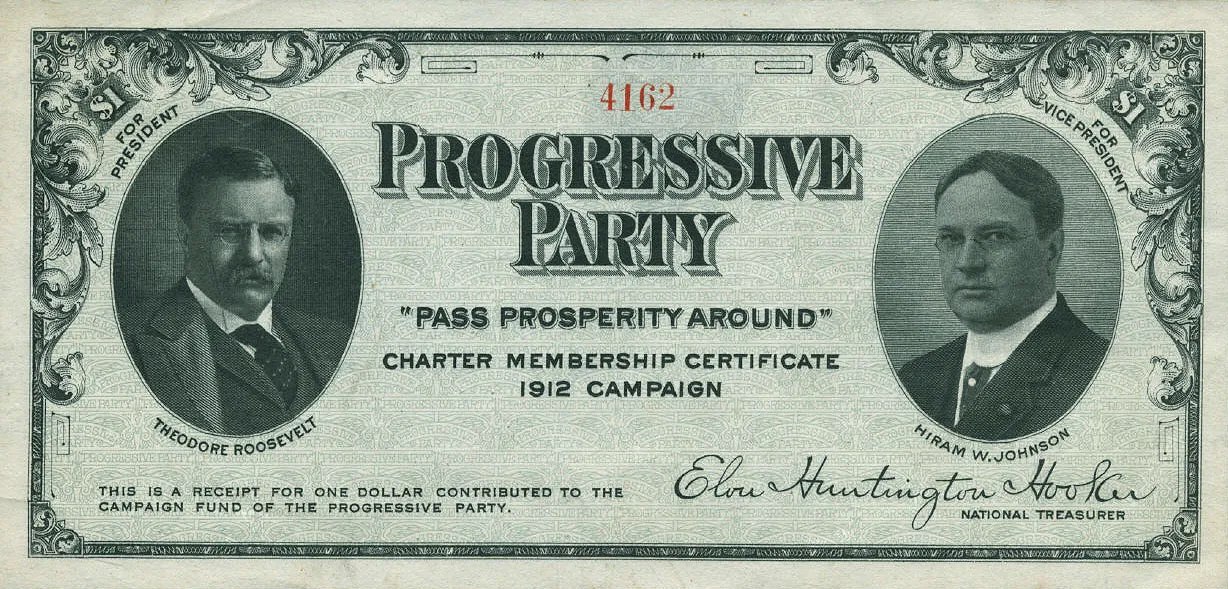 $1
$1
FOR
PRESIDENT
4162
FOR
VICE PRESIDENT
PROGRESSIVE
PARTY
"PASS PROSPERITY AROUND"
CHARTER MEMBERSHIP CERTIFICATE
1912 CAMPAIGN
THEODORE ROOSEVELT
HIRAM W. JOHNSON
THIS IS A RECEIPT FOR ONE DOLLAR CONTRIBUTED TO THE
CAMPAIGN FUND OF THE PROGRESSIVE PARTY.
Elon Huntington Hooker
NATIONAL TREASURER